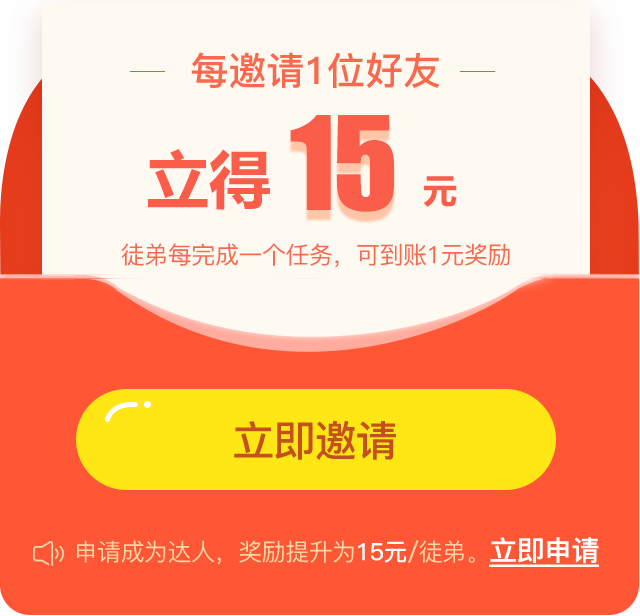 每邀请1位好友
立得 15 元
徒弟每完成一个任务，可到账1元奖励
立即邀请
申请成为达人，奖励提升为15元/徒弟。立即申请